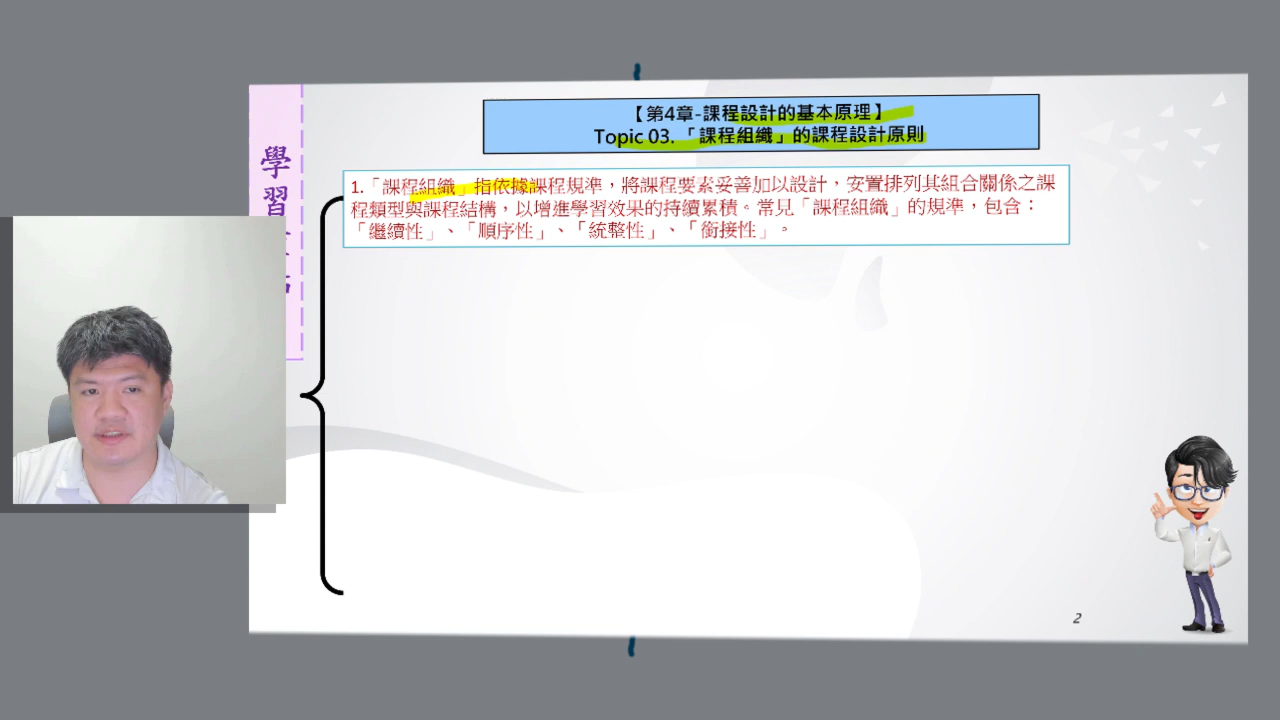 【第4章-課程設計的基本原理】
Topic 03.「課程組織」的課程設計原則
學習
1.「課程組織」指依據課程規準，將課程要素妥善加以設計，安置排列其組合關係之課
程類型與課程結構，以增進學習效果的持續累積。常見「課程組織」的規準，包含：
「繼續性」、「順序性」、「統整性」、「銜接性」。
2